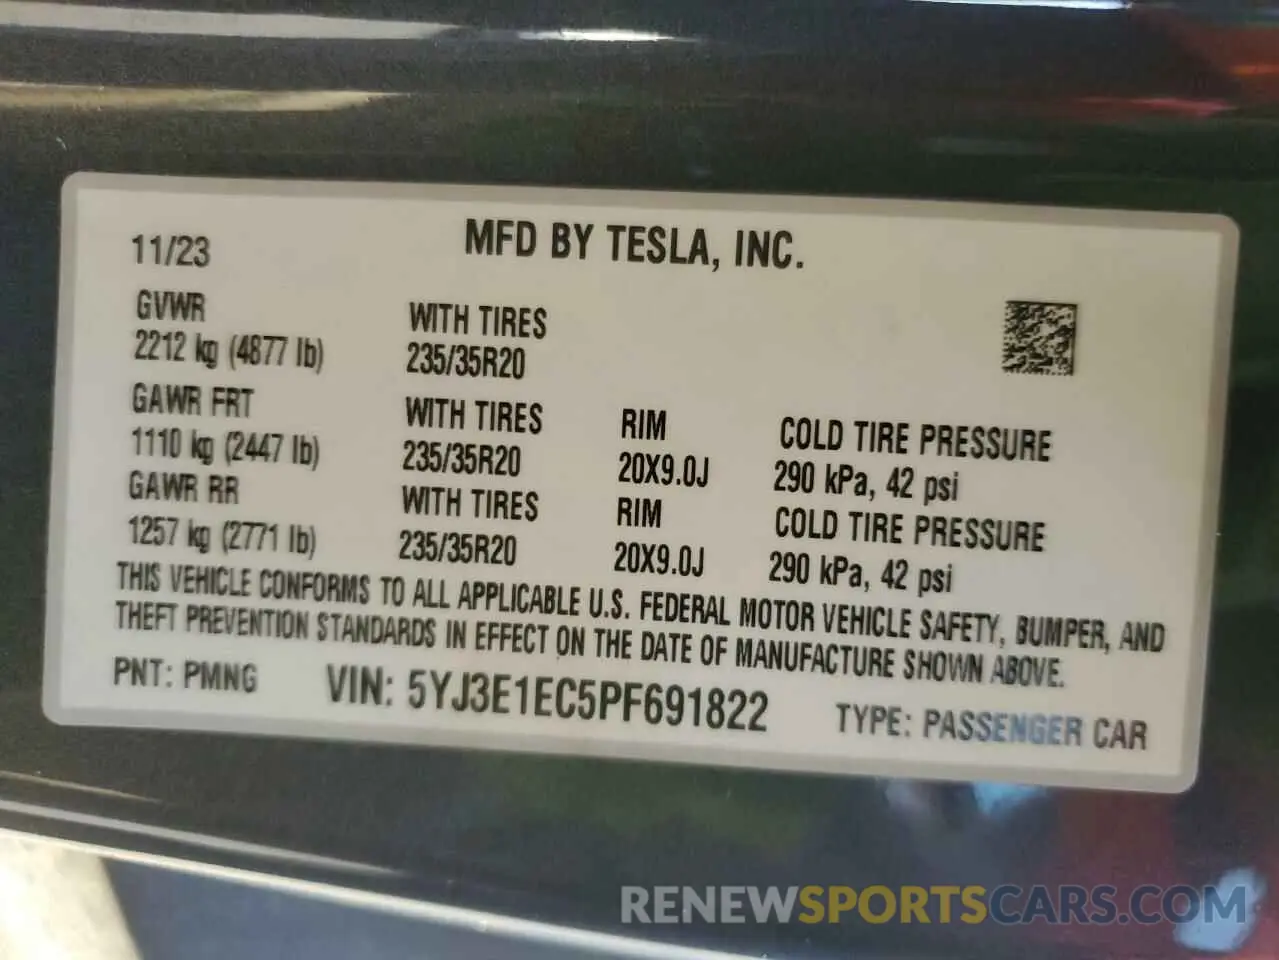 MFD BY TESLA, INC.
11/23
GVWR
2212 kg (4877 lb)
WITH TIRES
235/35R20
GAWR FRT
1110 kg (2447 lb)
WITH TIRES
235/35R20
RIM
20X9.0J
COLD TIRE PRESSURE
290 kPa, 42 psi
GAWR RR
1257 kg (2771 lb)
WITH TIRES
235/35R20
RIM
20X9.0J
COLD TIRE PRESSURE
290 kPa, 42 psi
THIS VEHICLE CONFORMS TO ALL APPLICABLE U.S. FEDERAL MOTOR VEHICLE SAFETY, BUMPER, AND
THEFT PREVENTION STANDARDS IN EFFECT ON THE DATE OF MANUFACTURE SHOWN ABOVE.
PNT: PMNG
VIN: 5YJ3E1EC5PF691822
TYPE: PASSENGER CAR
RENEWSPORTSCARS.COM